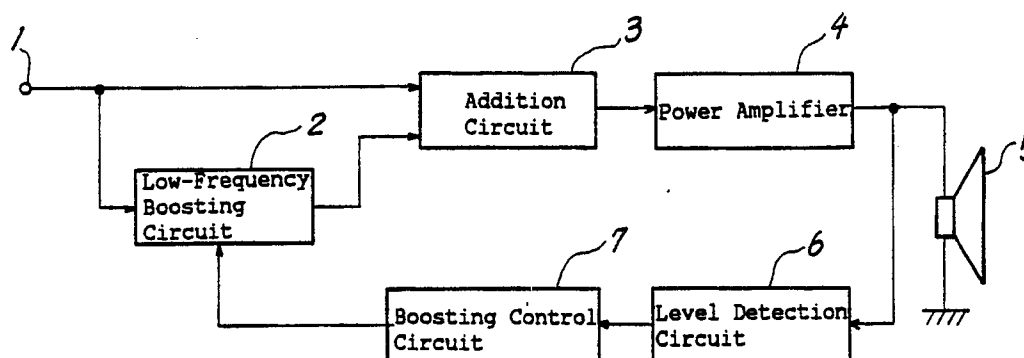 1
3
4
Addition
Circuit
Power Amplifier
2
5
Low-Frequency
Boosting
Circuit
7
6
Boosting Control
Circuit
Level Detection
Circuit